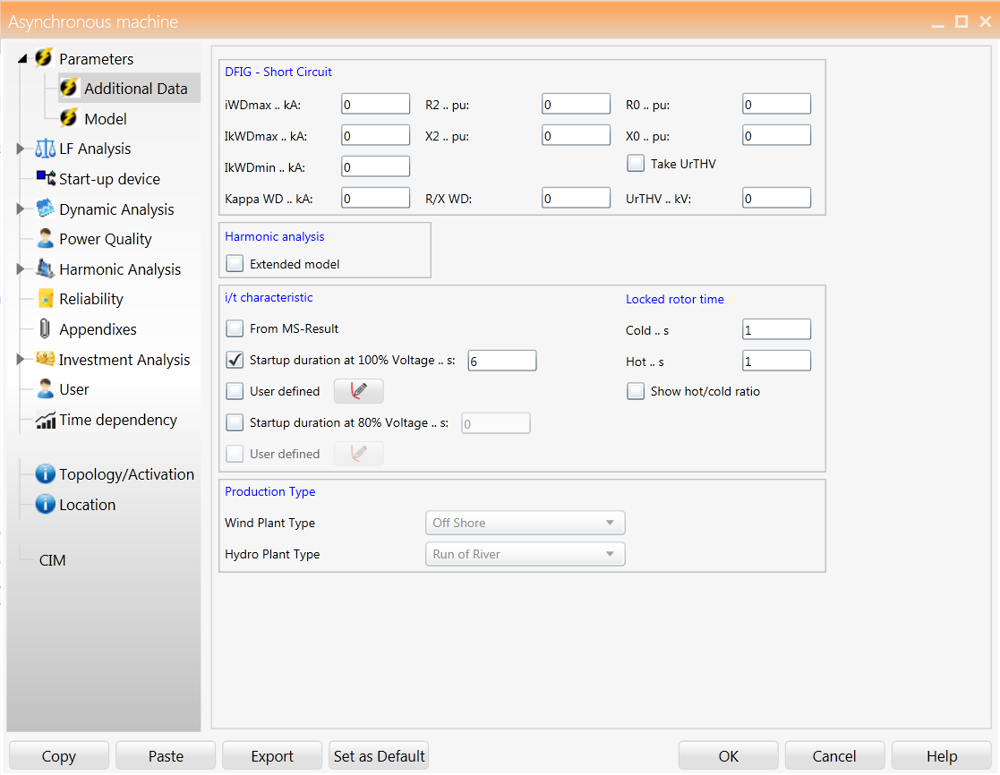 Asynchronous machine
Parameters
Additional Data
Model
LF Analysis
Start-up device
Dynamic Analysis
Power Quality
Harmonic Analysis
Reliability
Appendixes
Investment Analysis
User
Time dependency
Topology/Activation
Location
CIM
DFIG - Short Circuit
iWDmax .. kA: 0 R2 .. pu: 0 R0 .. pu: 0
IkWDmax .. kA: 0 X2 .. pu: 0 X0 .. pu: 0
IkWDmin .. kA: 0 Take UrTHV
Kappa WD .. kA: 0 R/X WD: 0 UrTHV .. kV: 0
Harmonic analysis
Extended model
i/t characteristic
From MS-Result
Startup duration at 100% Voltage .. s: 6
User defined
Startup duration at 80% Voltage .. s: 0
User defined
Locked rotor time
Cold .. s 1
Hot .. s 1
Show hot/cold ratio
Production Type
Wind Plant Type Off Shore
Hydro Plant Type Run of River
Copy Paste Export Set as Default OK Cancel Help